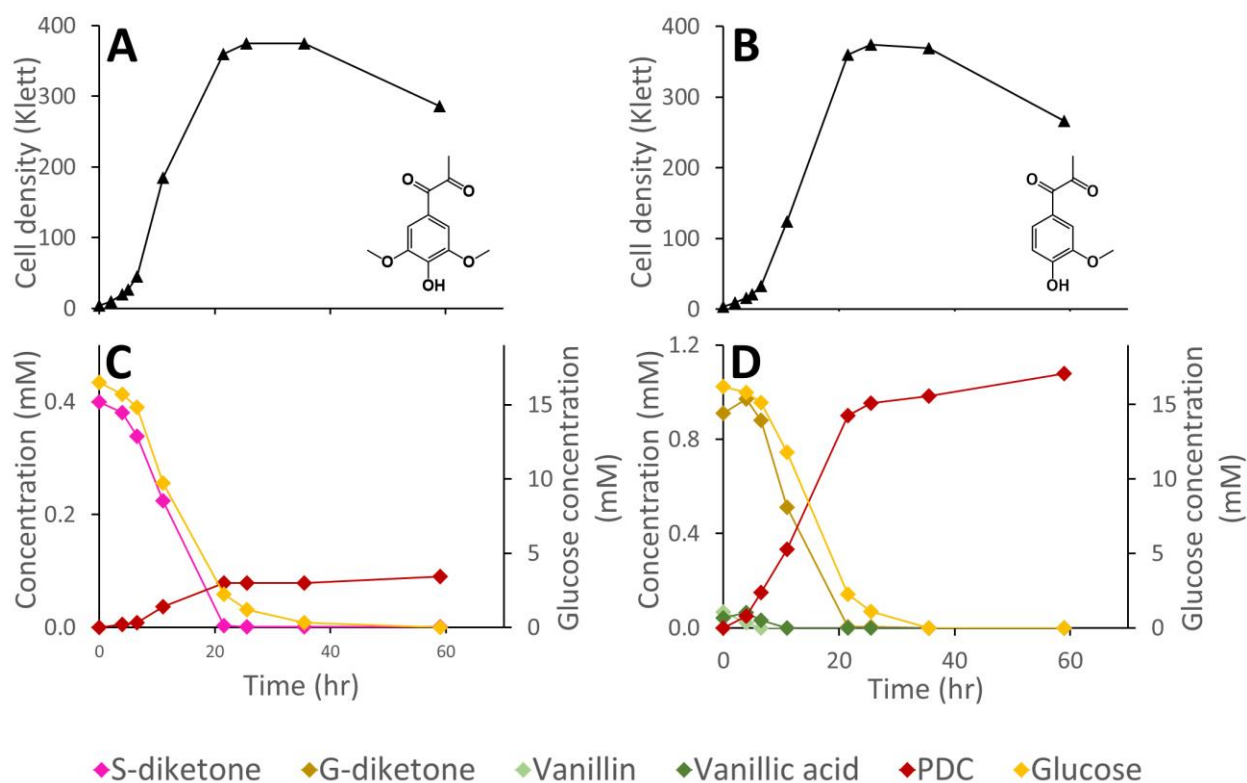 A
Cell density (Klett)
400
300
200
100
0
O
O
O
O
OH
B
Cell density (Klett)
400
300
200
100
0
O
O
O
OH
C
Concentration (mM)
0.4
0.2
0.0
Glucose concentration
(mM)
15
10
5
0
0
20
40
60
Time (hr)
D
Concentration (mM)
1.2
0.8
0.4
0.0
Glucose concentration
(mM)
15
10
5
0
0
20
40
60
Time (hr)
S-diketone G-diketone Vanillin Vanillic acid PDC Glucose